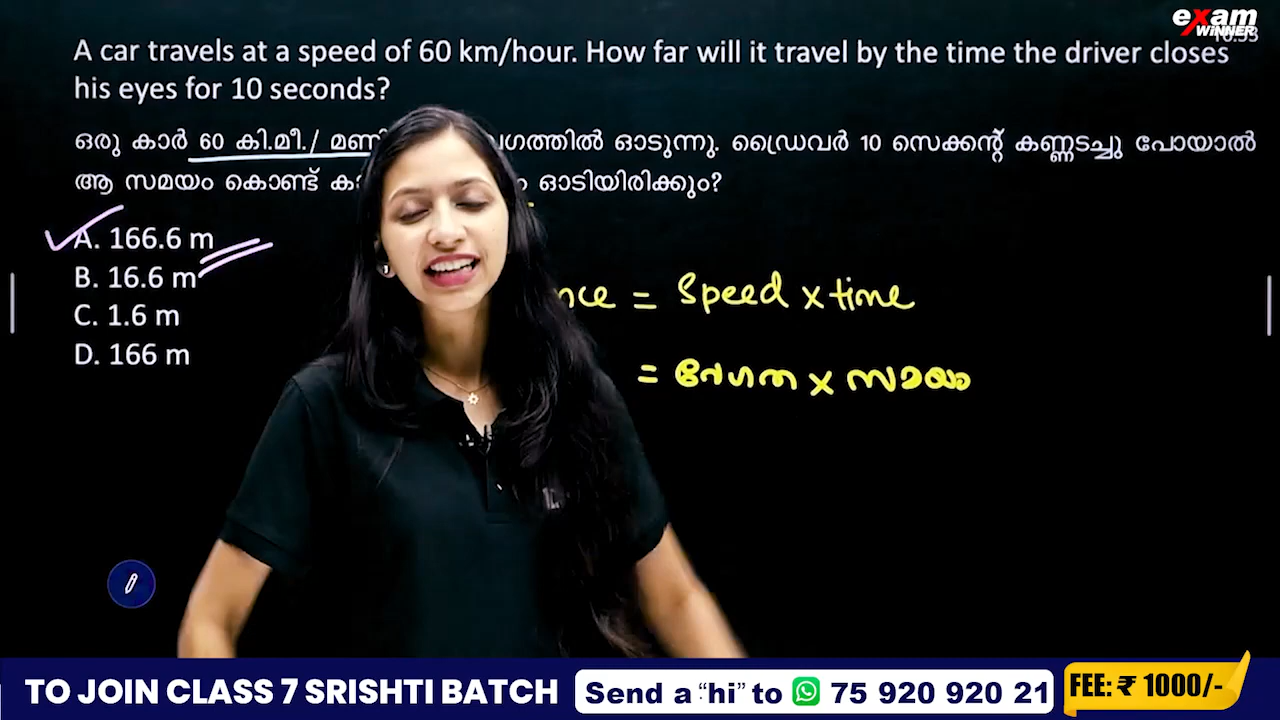 exam
WiNNER
A car travels at a speed of 60 km/hour. How far will it travel by the time the driver closes
his eyes for 10 seconds?
ഒരു കാർ 60 കി.മീ./ ഓടുന്നു. ഡ്രൈവർ 10 സെക്കന്റ് കണ്ണടച്ചു പോയാൽ
ആ സമയം കൊണ്ട് ഓടിയിരിക്കും?
A. 166.6 m
B. 16.6 m
C. 1.6 m
D. 166 m
= Speed x time
= വേഗത x സമയം
TO JOIN CLASS 7 SRISHTI BATCH
Send a “hi” to 75 920 920 21
FEE: ₹ 1000/-